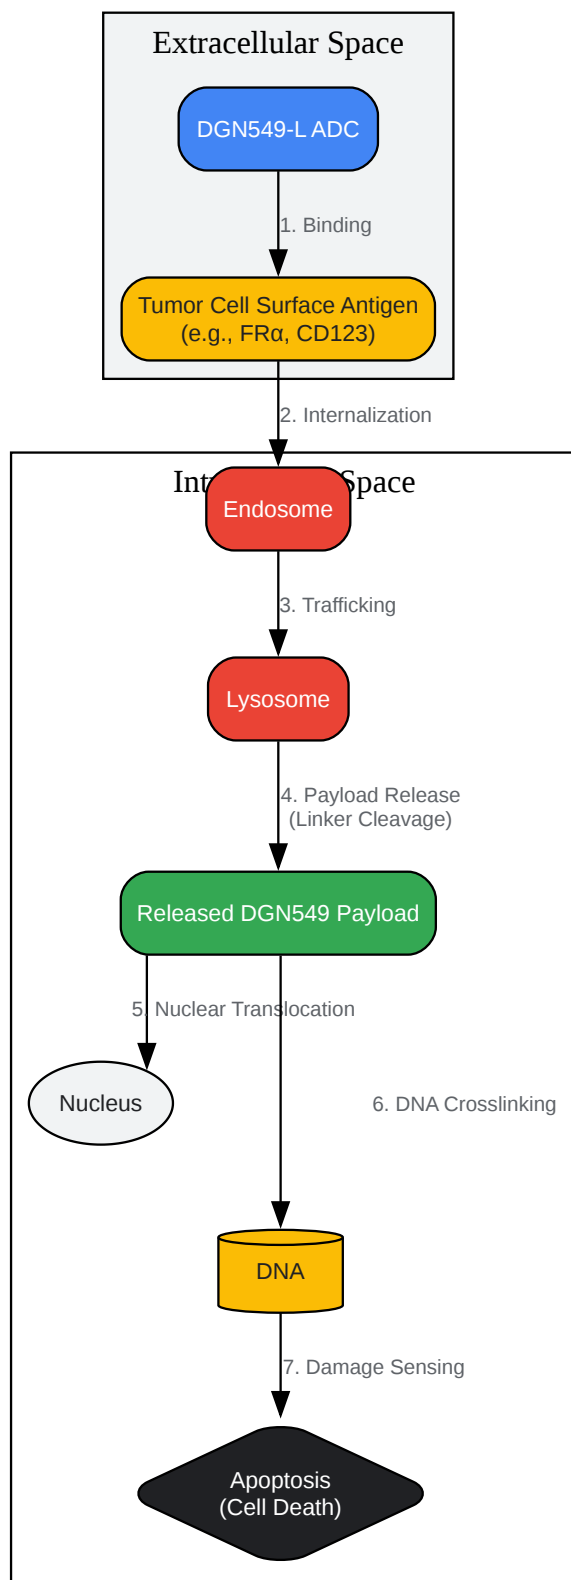 Extracellular Space
DGN549-L ADC
1. Binding
Tumor Cell Surface Antigen
(e.g., FRα, CD123)
2. Internalization
Space
Endosome
3. Trafficking
Lysosome
4. Payload Release
(Linker Cleavage)
Released DGN549 Payload
5. Nuclear Translocation
Nucleus
6. DNA Crosslinking
DNA
7. Damage Sensing
Apoptosis
(Cell Death)